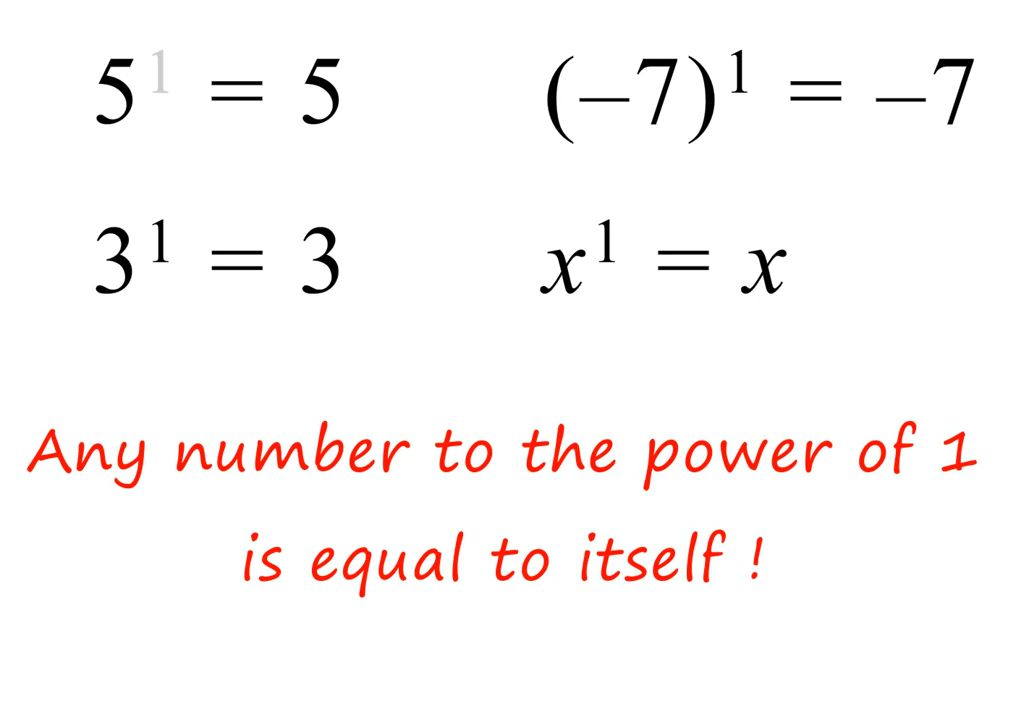 5¹ = 5 (–7)¹ = –7
3¹ = 3 x¹ = x
Any number to the power of 1
is equal to itself !